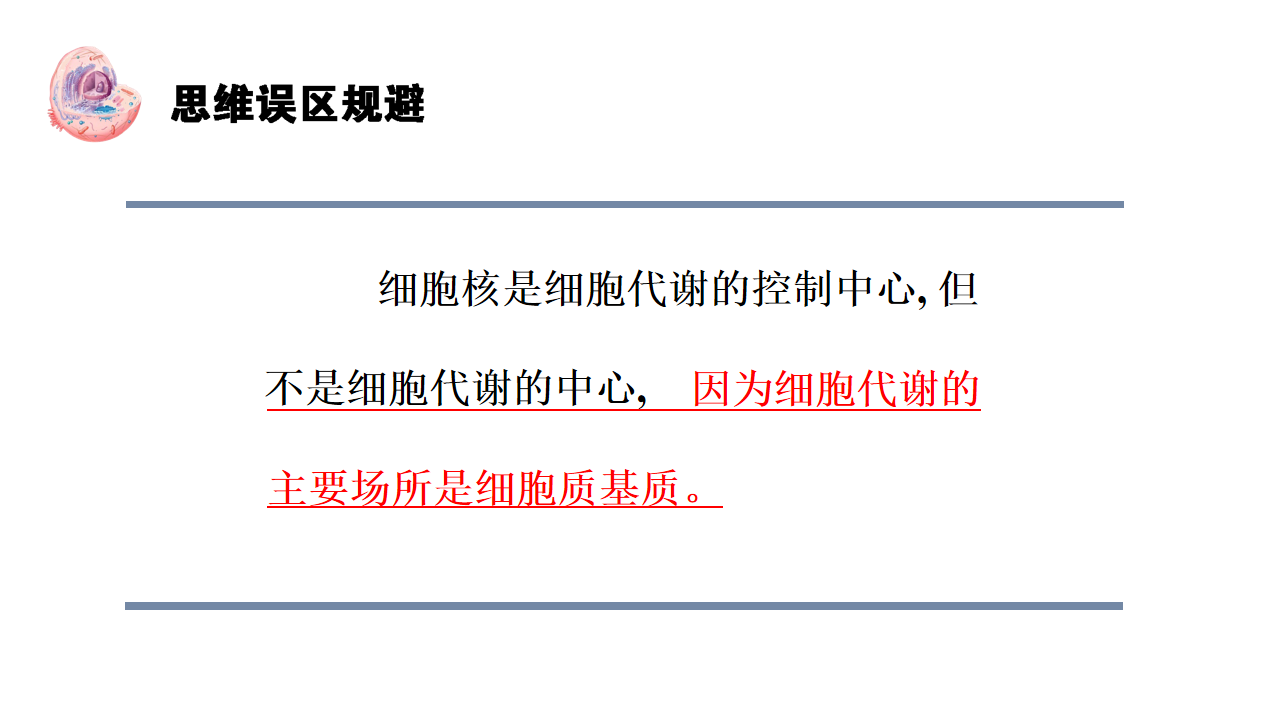 思维误区规避
细胞核是细胞代谢的控制中心,但
不是细胞代谢的中心, 因为细胞代谢的
主要场所是细胞质基质。